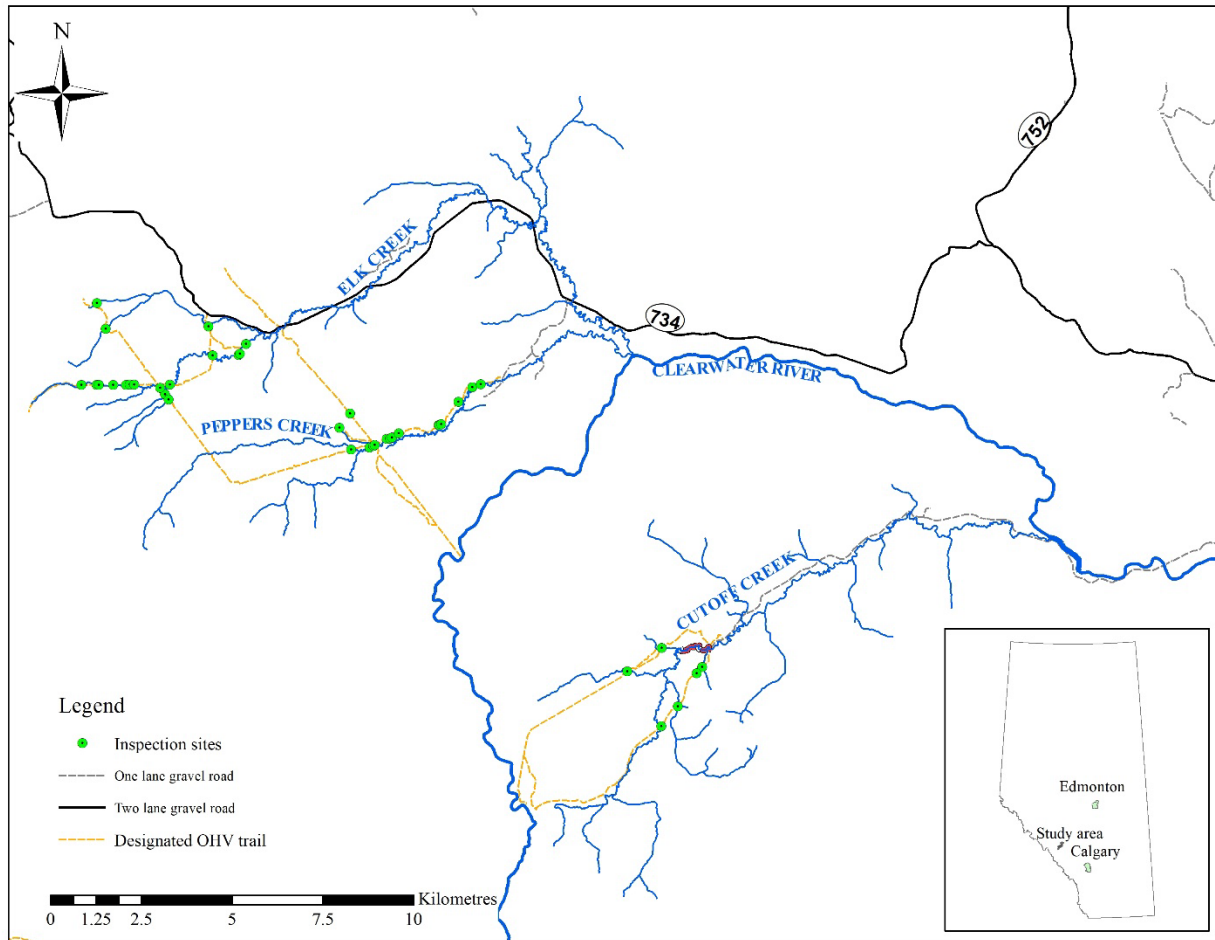 N
752
ELK CREEK
734
CLEARWATER RIVER
PEPPERS CREEK
CUTOFF CREEK
Legend
Inspection sites
One lane gravel road
Two lane gravel road
Designated OHV trail
Kilometres
0 1.25 2.5 5 7.5 10
Edmonton
Study area
Calgary